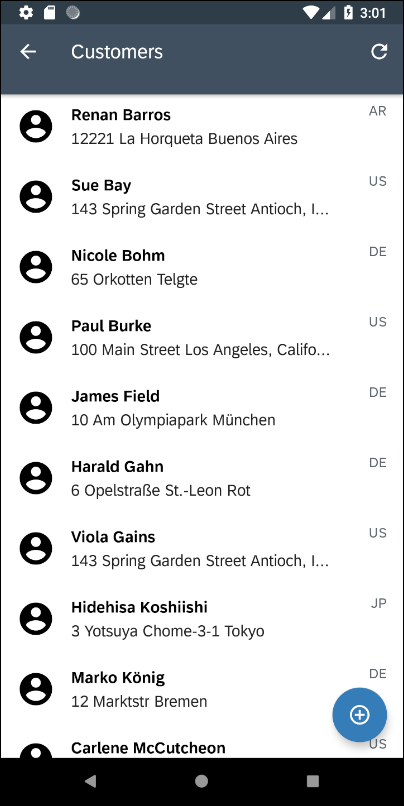 3:01
Customers
Renan Barros
AR
12221 La Horqueta Buenos Aires
Sue Bay
US
143 Spring Garden Street Antioch, I...
Nicole Bohm
DE
65 Orkotten Telgte
Paul Burke
US
100 Main Street Los Angeles, Califo...
James Field
DE
10 Am Olympiapark München
Harald Gahn
DE
6 Opelstraße St.-Leon Rot
Viola Gains
US
143 Spring Garden Street Antioch, I...
Hidehisa Koshiishi
JP
3 Yotsuya Chome-3-1 Tokyo
Marko König
DE
12 Marktstr Bremen
Carlene McCutcheon
US